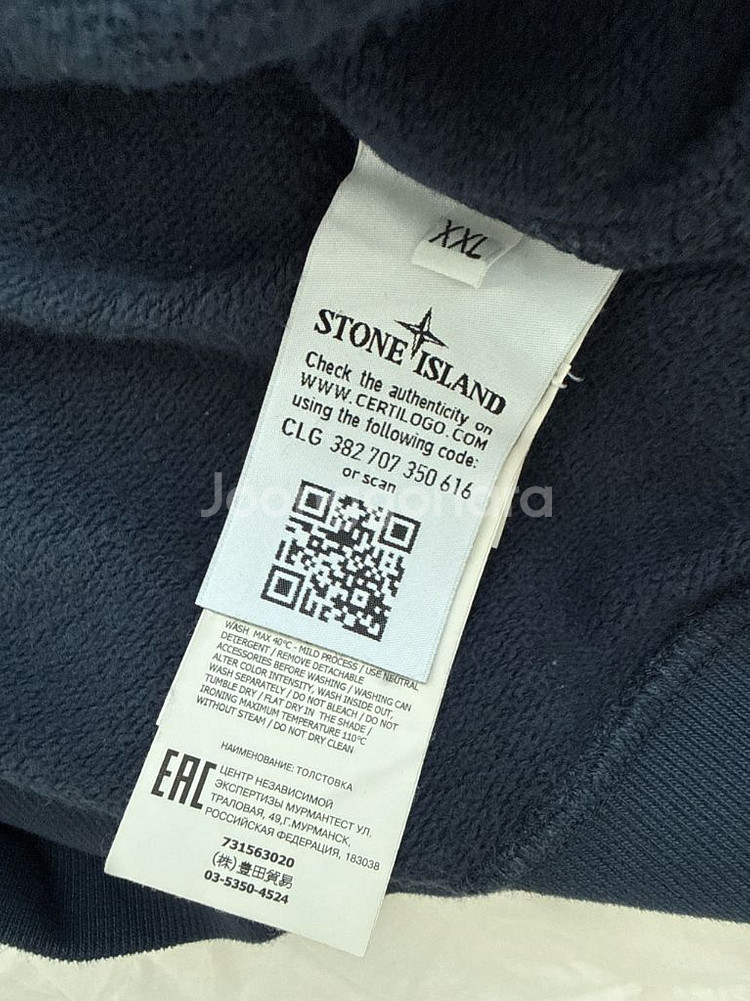 XXL
STONE ISLAND
Check the authenticity on
WWW.CERTILOGO.COM
using the following code:
CLG 382 707 350 616
or scan
Joongonara
WASH MAX 40°C - MILD PROCESS / USE NEUTRAL
DETERGENT / REMOVE DETACHABLE
ACCESSORIES BEFORE WASHING / WASHING CAN
ALTER COLOR INTENSITY, WASH INSIDE OUT,
WASH SEPARATELY / DO NOT BLEACH / DO NOT
TUMBLE DRY / FLAT DRY IN THE SHADE /
IRONING MAXIMUM TEMPERATURE 110°C
WITHOUT STEAM / DO NOT DRY CLEAN
НАИМЕНОВАНИЕ: ТОЛСТОВКА
EAC
ЦЕНТР НЕЗАВИСИМОЙ
ЭКСПЕРТИЗЫ МУРМАНТЕСТ УЛ.
ТРАЛОВАЯ, 49, Г.МУРМАНСК,
РОССИЙСКАЯ ФЕДЕРАЦИЯ, 183038
731563020
(株)豊田貿易
03-5350-4524